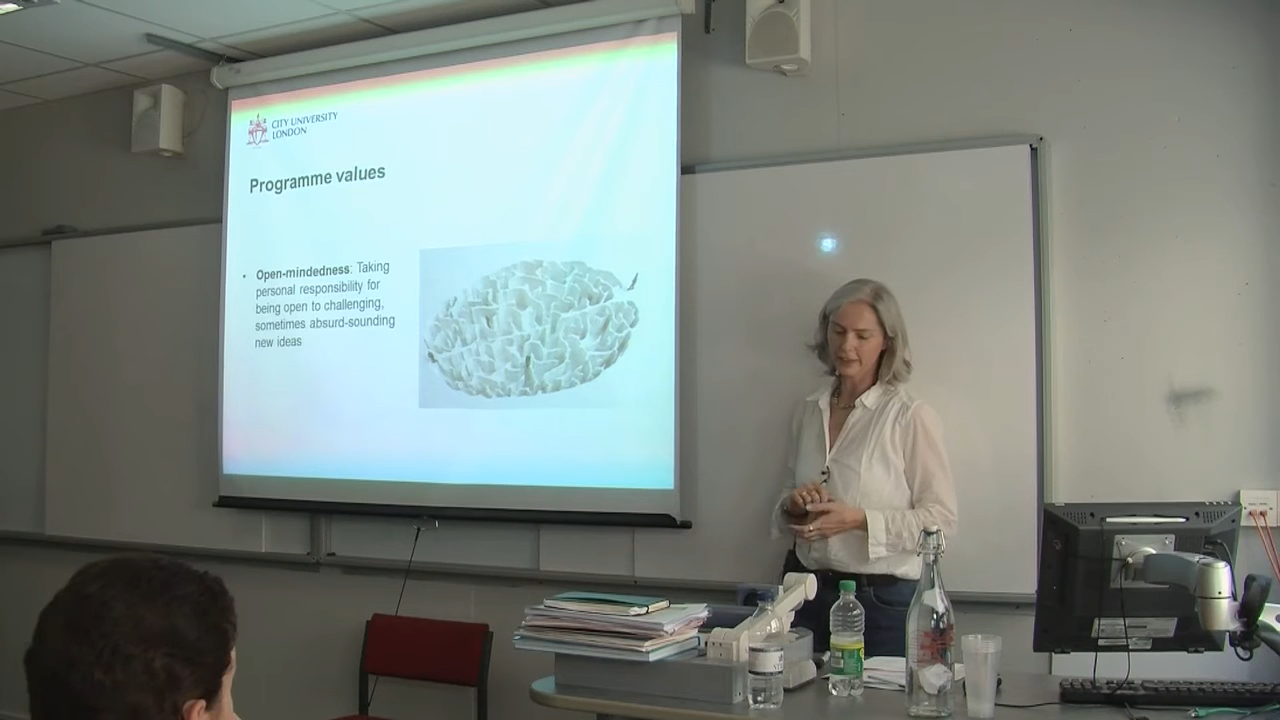 CITY UNIVERSITY
LONDON
Programme values
• Open-mindedness: Taking
personal responsibility for
being open to challenging,
sometimes absurd-sounding
new ideas